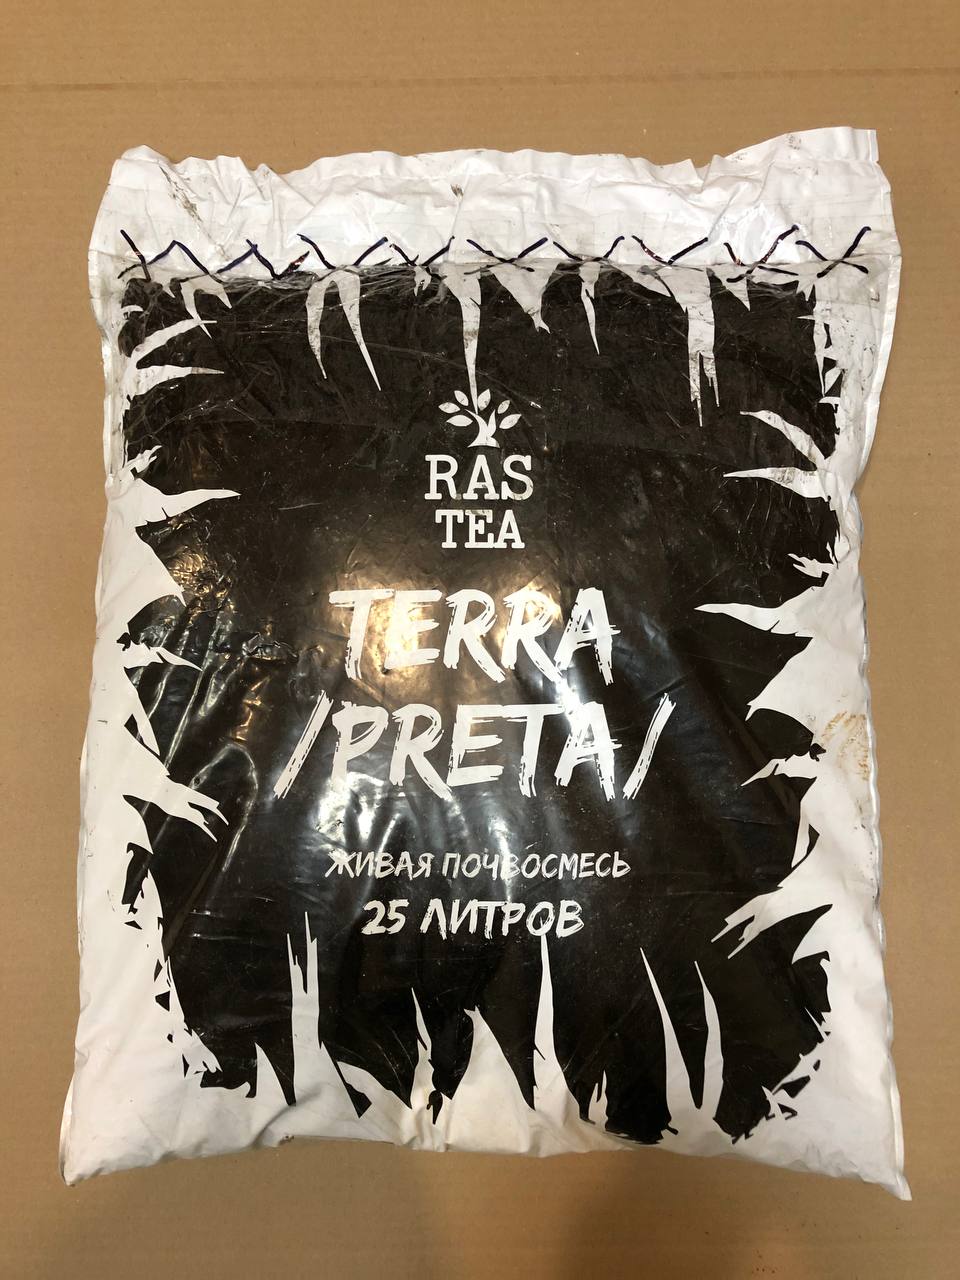 RAS
TEA
TERRA
/PRETA/
ЖИВАЯ ПОЧВОСМЕСЬ
25 ЛИТРОВ